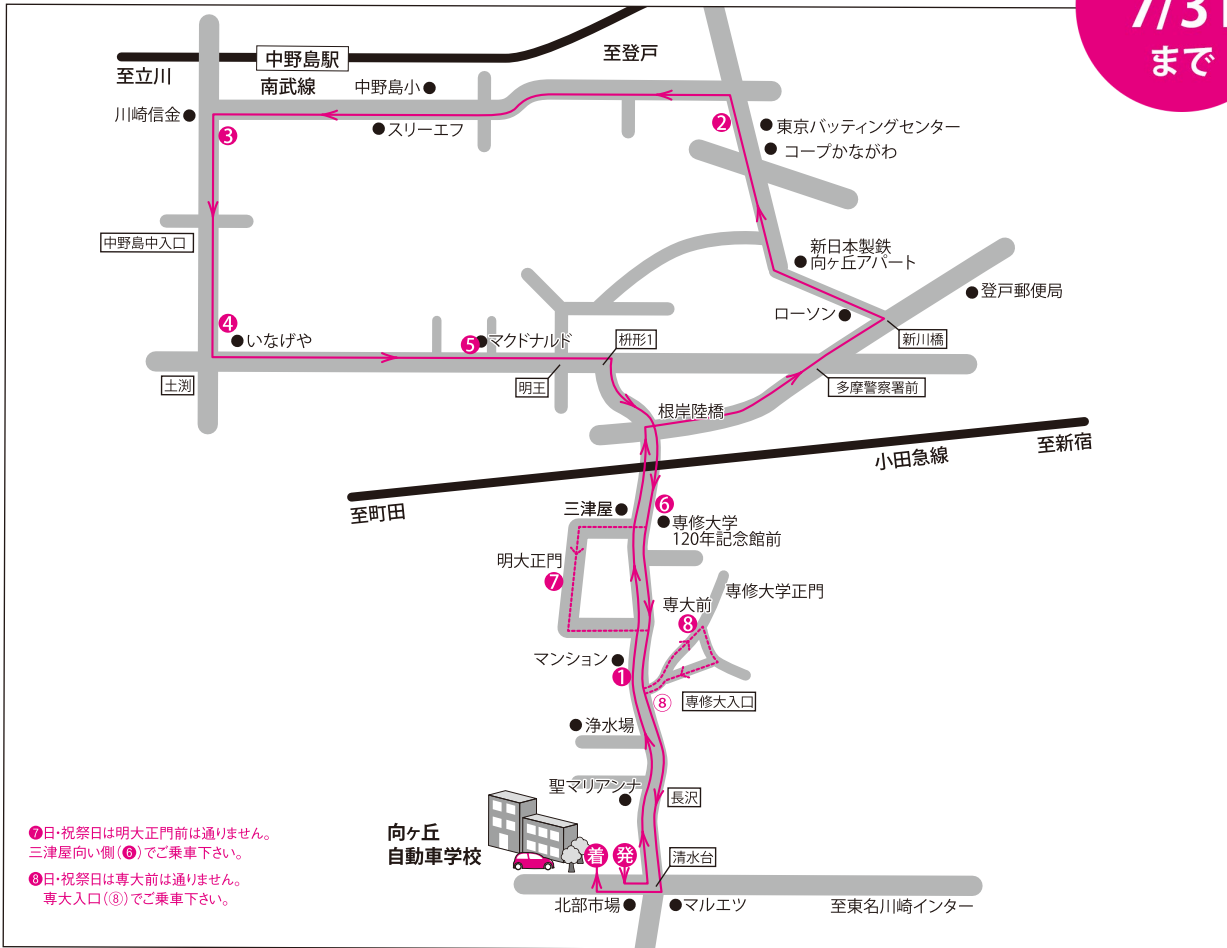 7/31
まで
中野島駅
至登戸
至立川
南武線
中野島小
川崎信金
スリーエフ
❸
❷
東京バッティングセンター
コープかながわ
中野島中入口
新日本製鉄
向ヶ丘アパート
登戸郵便局
ローソン
❹
いなげや
❺
マクドナルド
枡形1
新川橋
土渕
明王
多摩警察署前
根岸陸橋
小田急線
至新宿
至町田
三津屋
❻
専修大学
120年記念館前
明大正門
❼
専修大学正門
専大前
❽
マンション
❶
⑧
専修大入口
浄水場
聖マリアンナ
長沢
❼日・祝祭日は明大正門前は通りません。
三津屋向い側(❻)でご乗車下さい。
❽日・祝祭日は専大前は通りません。
専大入口(⑧)でご乗車下さい。
向ヶ丘
自動車学校
着
発
清水台
北部市場
マルエツ
至東名川崎インター